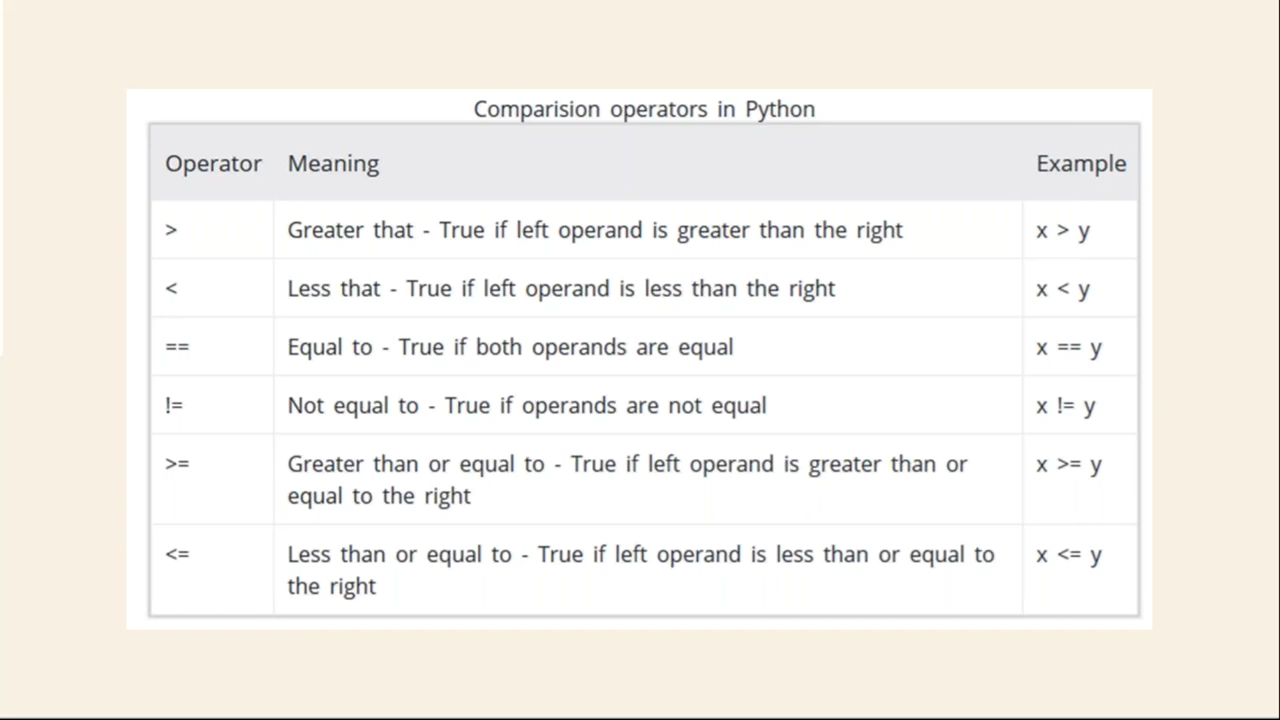 Comparision operators in Python
Operator Meaning Example
> Greater that - True if left operand is greater than the right x > y
< Less that - True if left operand is less than the right x < y
== Equal to - True if both operands are equal x == y
!= Not equal to - True if operands are not equal x != y
>= Greater than or equal to - True if left operand is greater than or x >= y
equal to the right
<= Less than or equal to - True if left operand is less than or equal to x <= y
the right